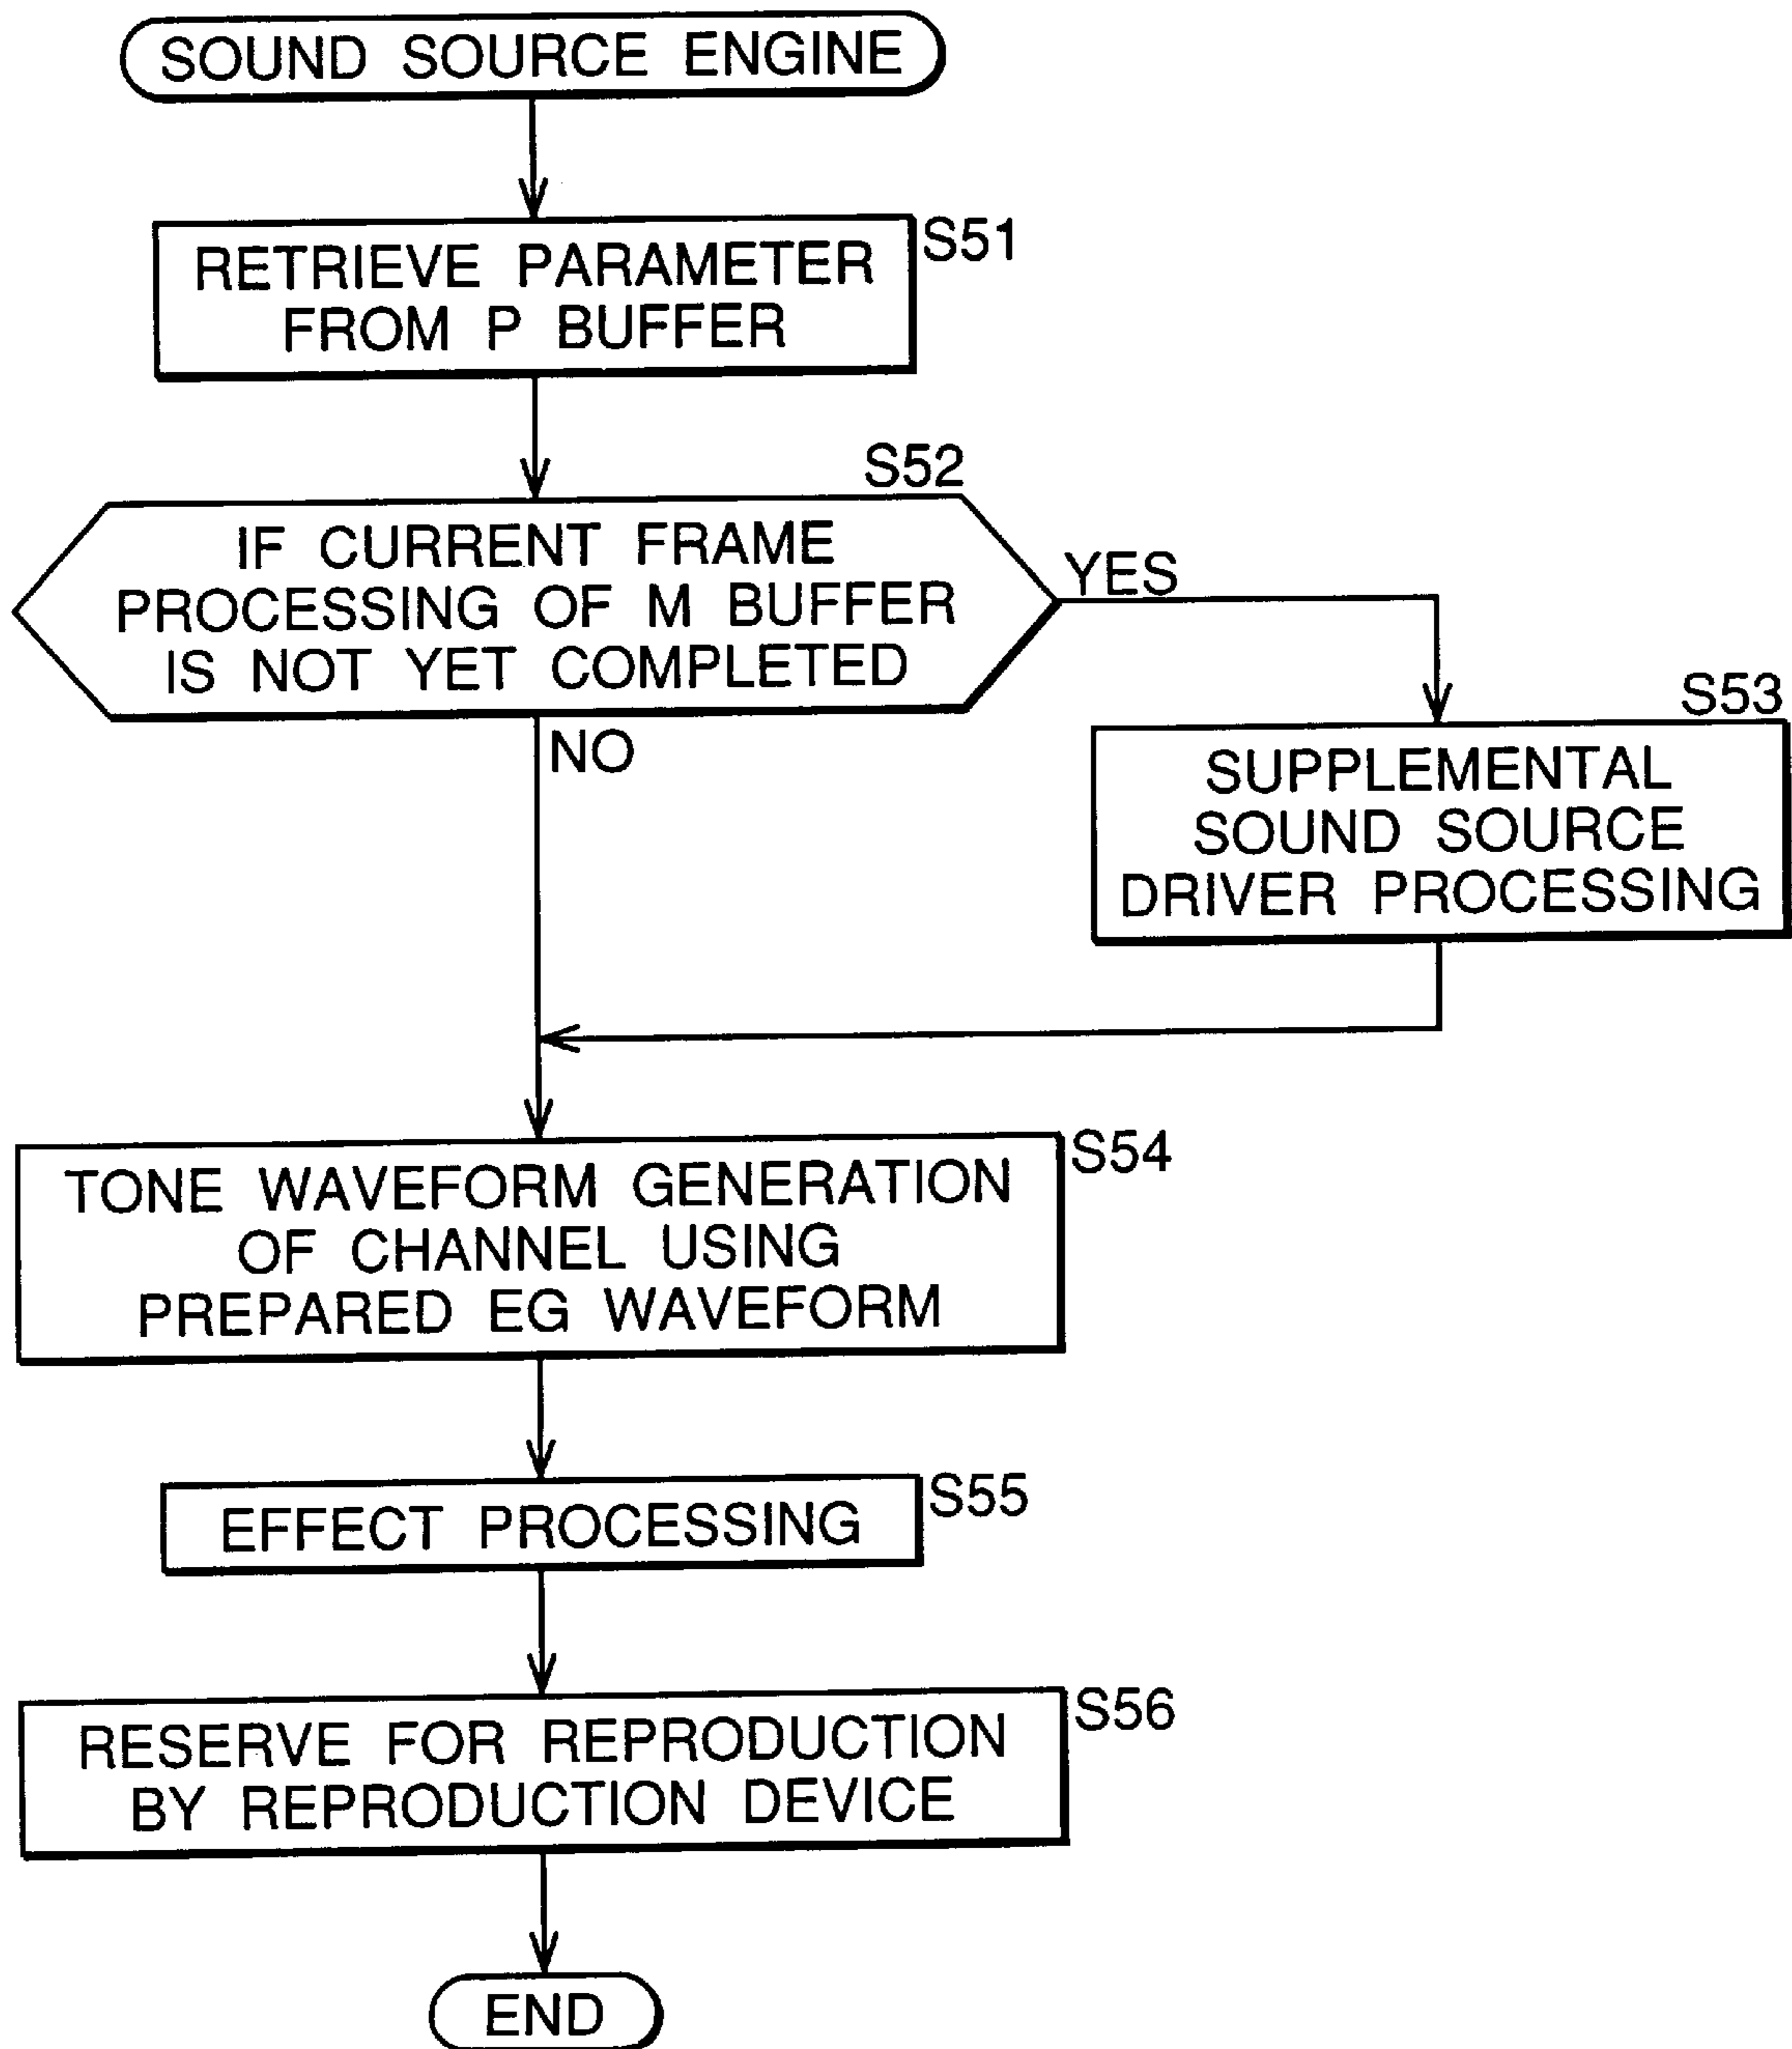 SOUND SOURCE ENGINE
RETRIEVE PARAMETER
FROM P BUFFER
S51
S52
IF CURRENT FRAME
PROCESSING OF M BUFFER
IS NOT YET COMPLETED
YES
NO
S53
SUPPLEMENTAL
SOUND SOURCE
DRIVER PROCESSING
S54
TONE WAVEFORM GENERATION
OF CHANNEL USING
PREPARED EG WAVEFORM
S55
EFFECT PROCESSING
S56
RESERVE FOR REPRODUCTION
BY REPRODUCTION DEVICE
END